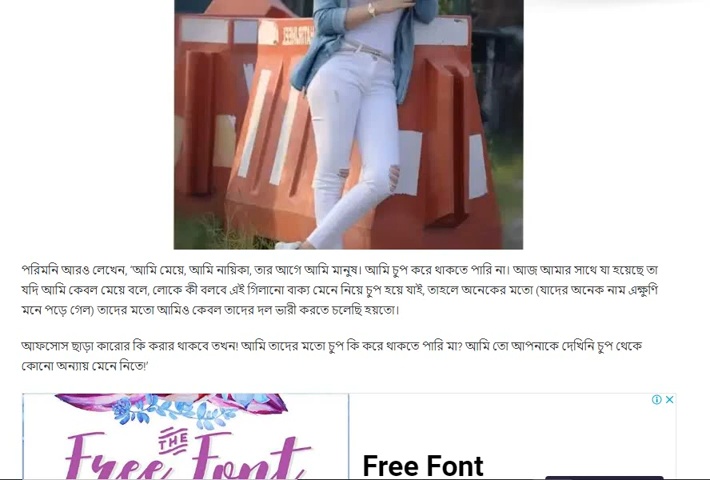 পরিমনি আরও লেখেন, 'আমি মেয়ে, আমি নায়িকা, তার আগে আমি মানুষ। আমি চুপ করে থাকতে পারি না। আজ আমার সাথে যা হয়েছে তা
যদি আমি কেবল মেয়ে বলে, লোকে কী বলবে এই গিলানো বাক্য মেনে নিয়ে চুপ হয়ে যাই, তাহলে অনেকের মতো (যাদের অনেক নাম এক্ষুণি
মনে পড়ে গেল) তাদের মতো আমিও কেবল তাদের দল ভারী করতে চলেছি হয়তো।
আফসোস ছাড়া কারোর কি করার থাকবে তখন! আমি তাদের মতো চুপ কি করে থাকতে পারি মা? আমি তো আপনাকে দেখিনি চুপ থেকে
কোনো অন্যায় মেনে নিতে!'
THE
Free Font
Free Font